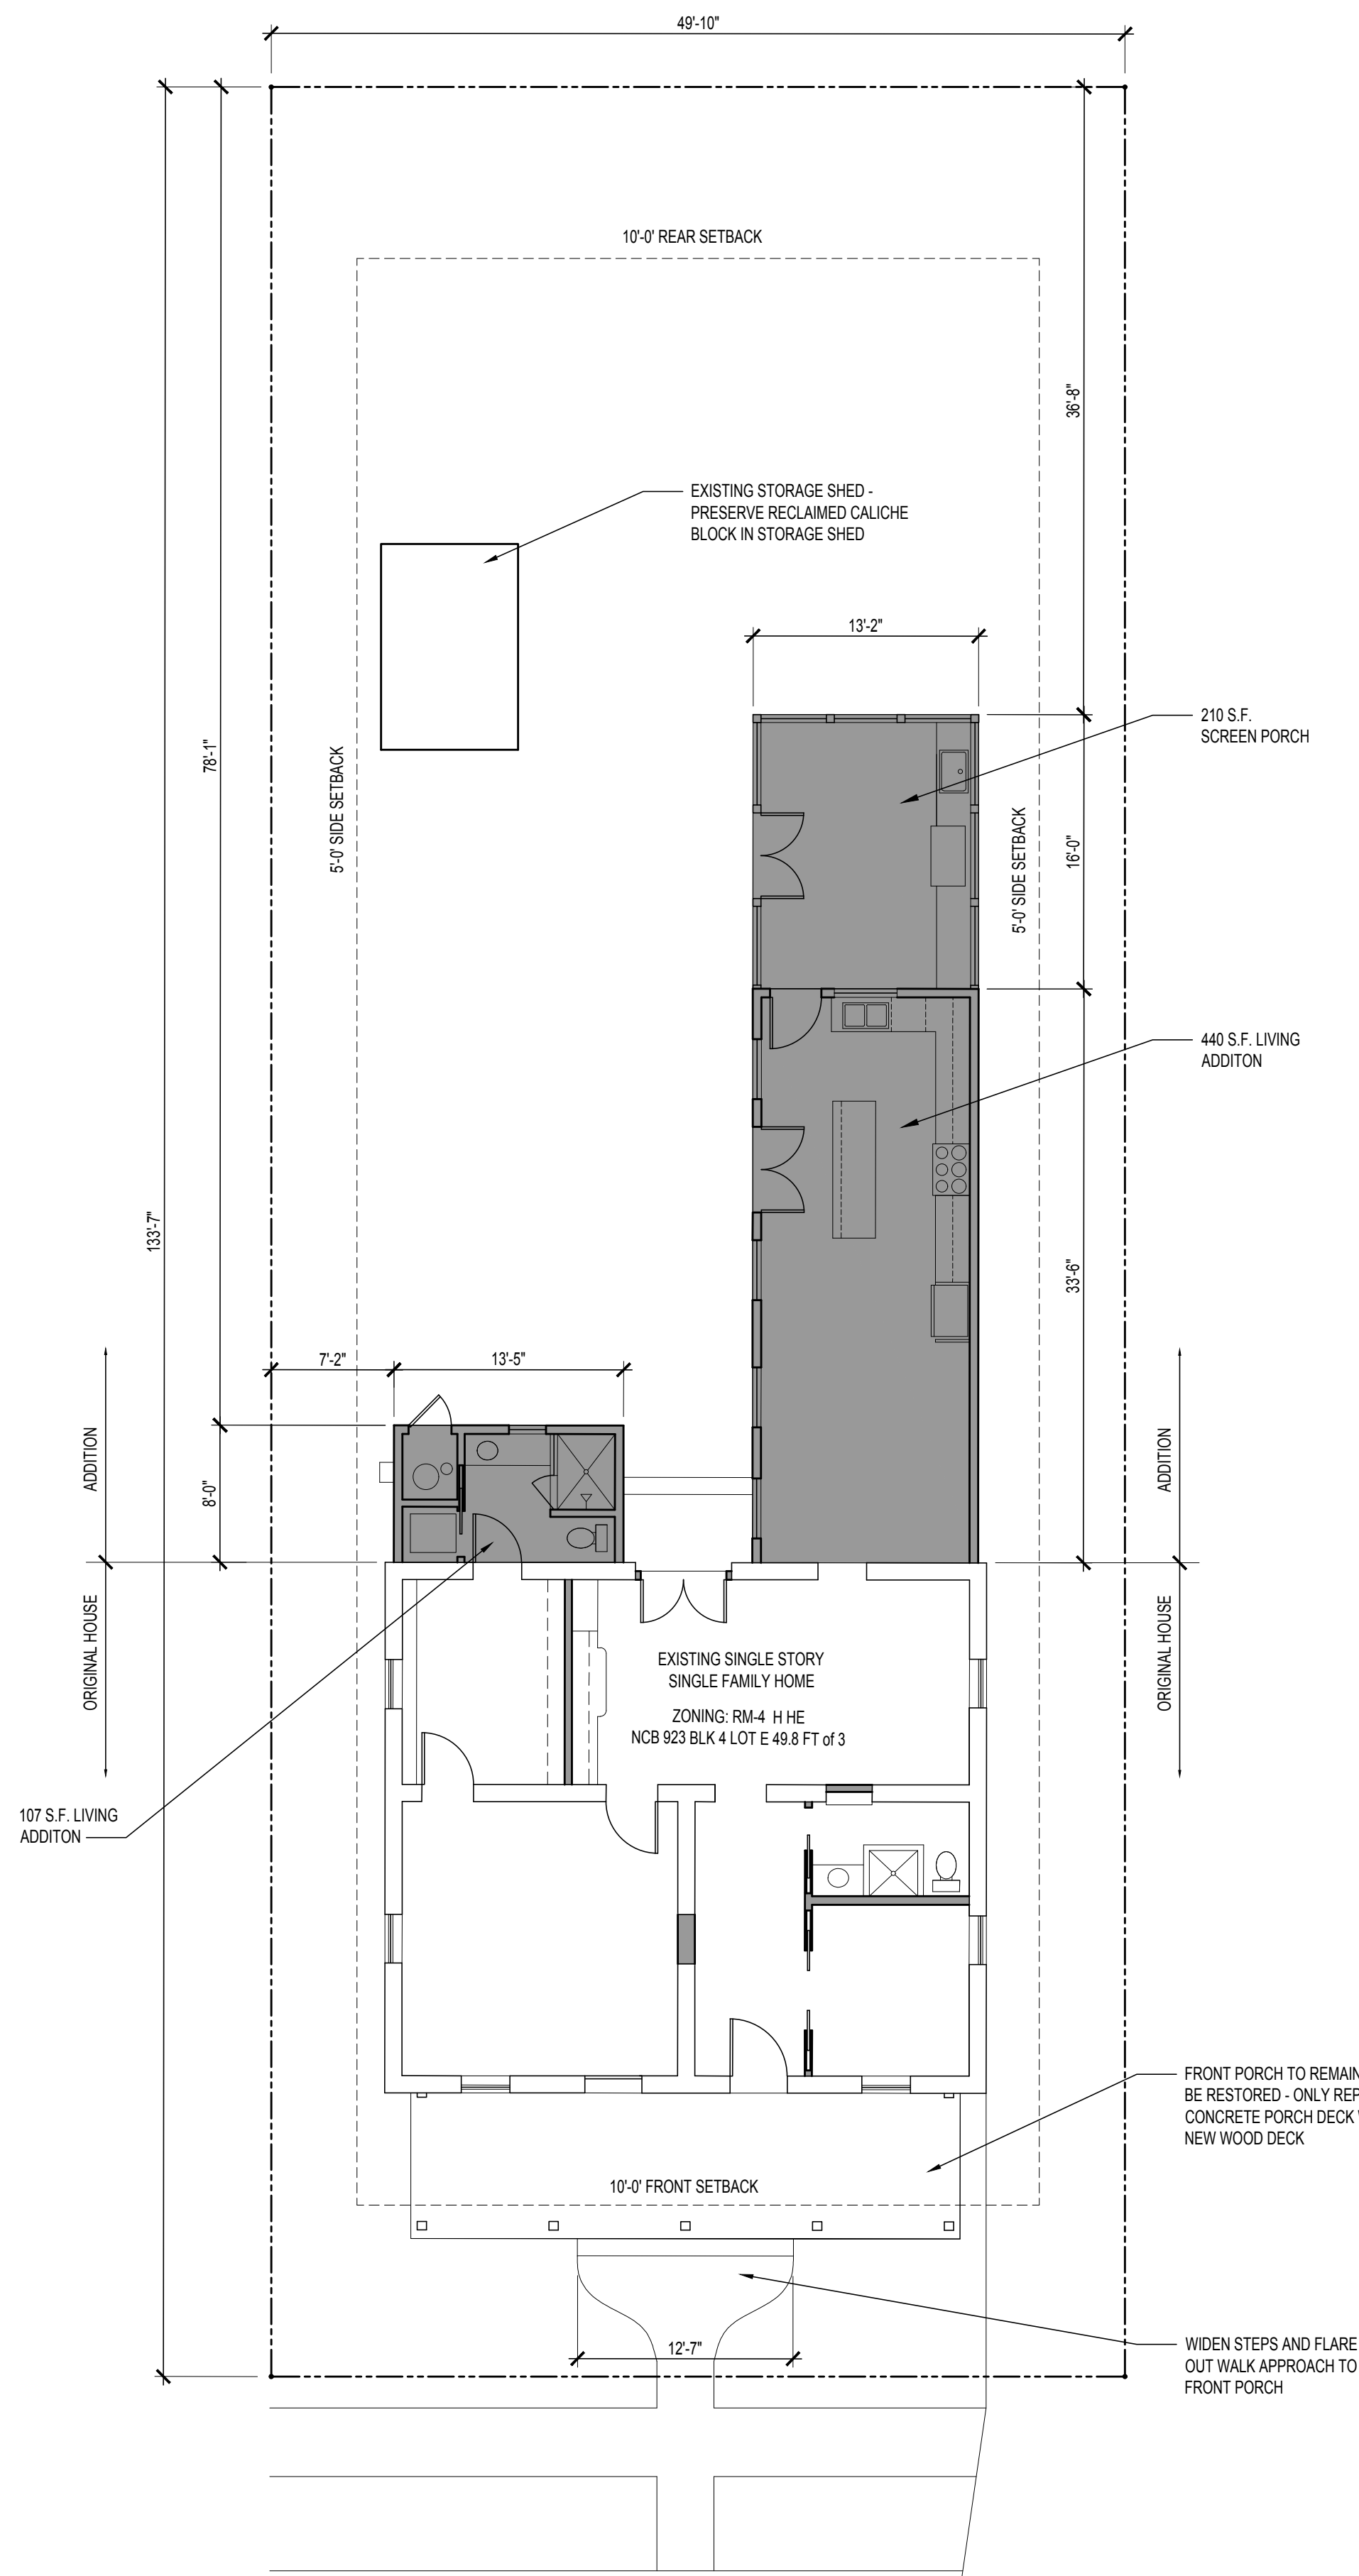 49'-10"
10'-0' REAR SETBACK
36'-8"
EXISTING STORAGE SHED -
PRESERVE RECLAIMED CALICHE
BLOCK IN STORAGE SHED
13'-2"
210 S.F.
SCREEN PORCH
78'-1"
5'-0' SIDE SETBACK
5'-0' SIDE SETBACK
16'-0"
440 S.F. LIVING
ADDITON
133'-7"
33'-6"
7'-2"
13'-5"
ADDITION
8'-0"
ADDITION
ORIGINAL HOUSE
ORIGINAL HOUSE
EXISTING SINGLE STORY
SINGLE FAMILY HOME
ZONING: RM-4 H HE
NCB 923 BLK 4 LOT E 49.8 FT of 3
107 S.F. LIVING
ADDITON
FRONT PORCH TO REMAIN
BE RESTORED - ONLY REP
CONCRETE PORCH DECK
NEW WOOD DECK
10'-0' FRONT SETBACK
12'-7"
WIDEN STEPS AND FLARE
OUT WALK APPROACH TO
FRONT PORCH